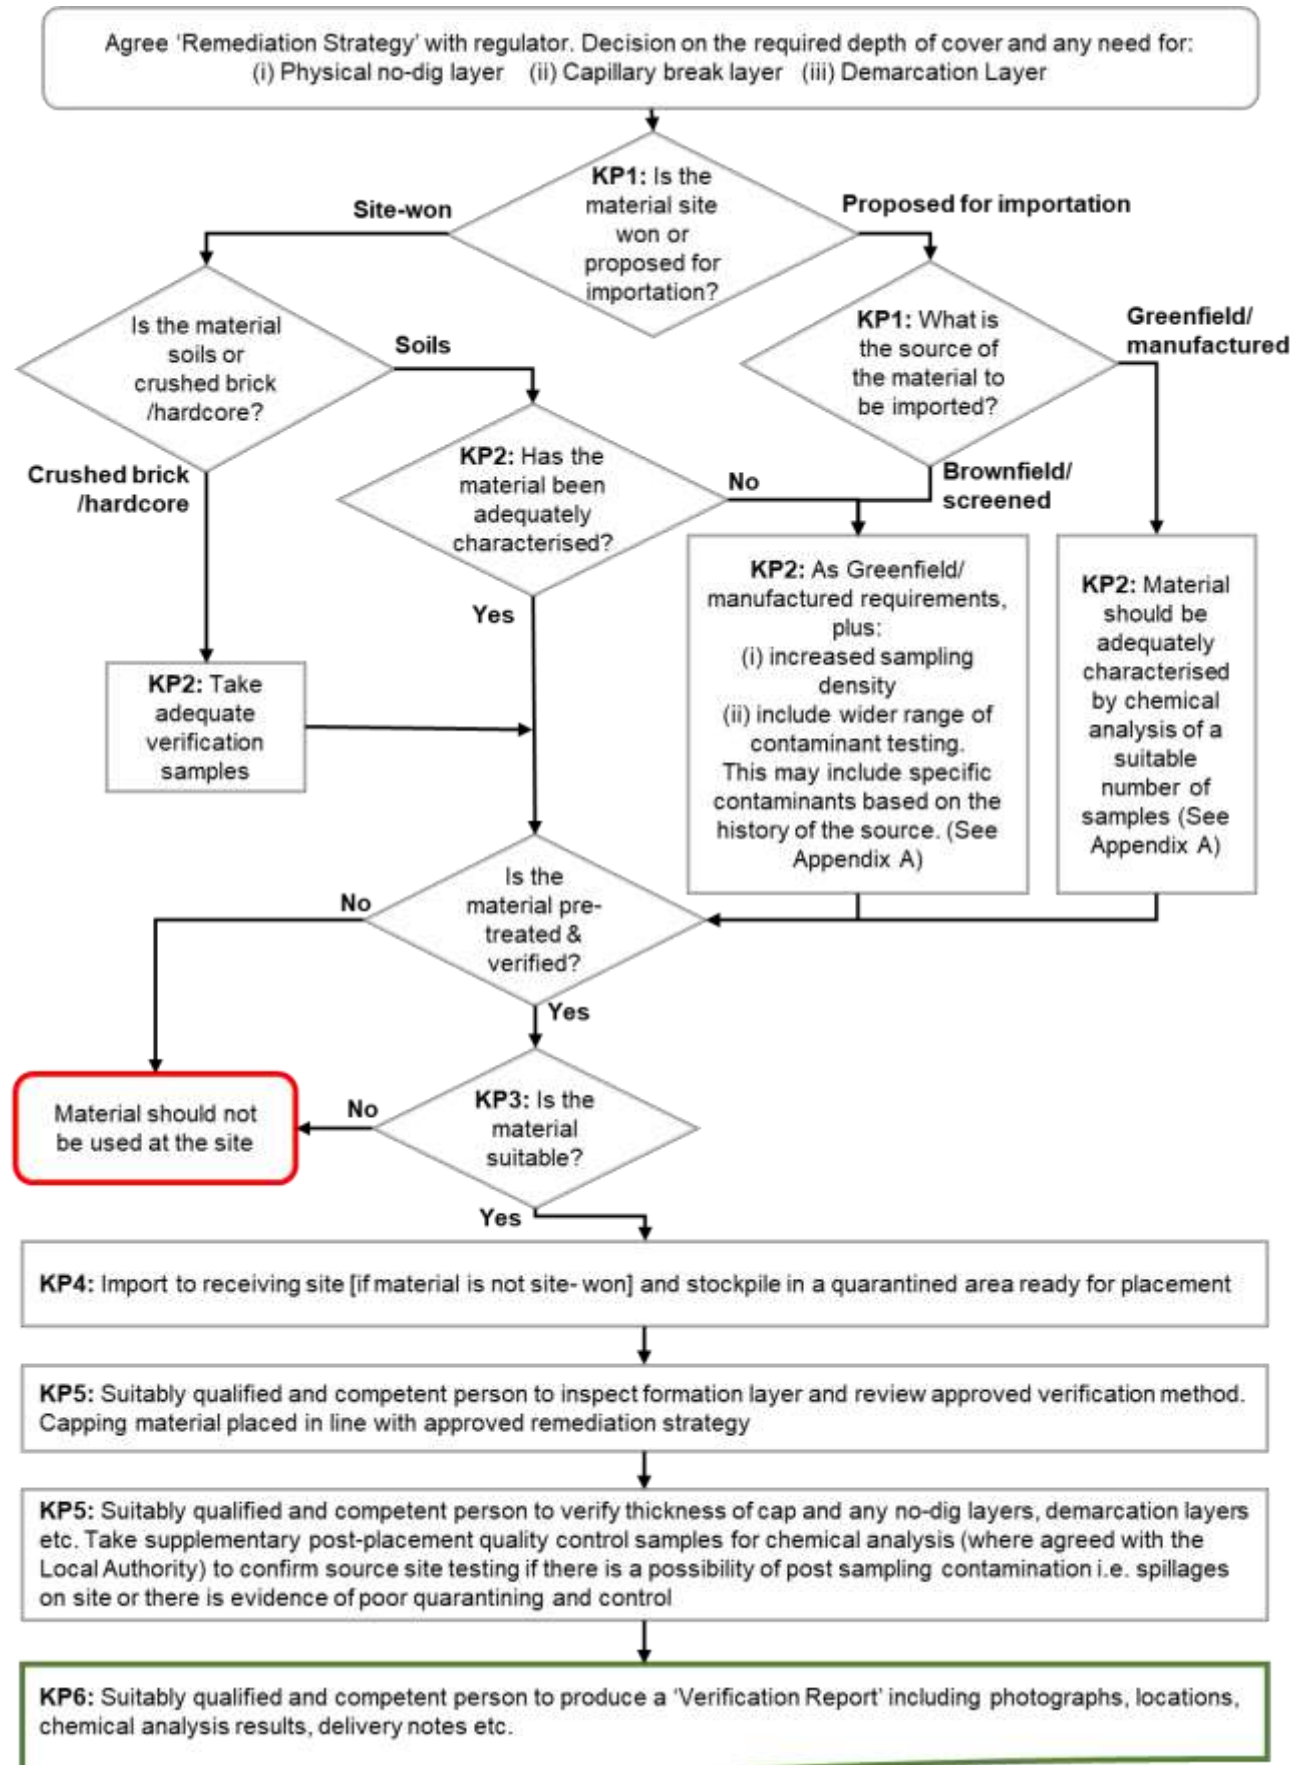 Agree ‘Remediation Strategy’ with regulator. Decision on the required depth of cover and any need for:
(i) Physical no-dig layer (ii) Capillary break layer (iii) Demarcation Layer
KP1: Is the
material site
won or
proposed for
importation?
Site-won
Proposed for importation
Is the material
soils or
crushed brick
/hardcore?
Soils
Crushed brick
/hardcore
KP1: What is
the source of
the material to
be imported?
Greenfield/
manufactured
Brownfield/
screened
KP2: Has the
material been
adequately
characterised?
No
Yes
KP2: Take
adequate
verification
samples
KP2: As Greenfield/
manufactured requirements,
plus:
(i) increased sampling
density
(ii) include wider range of
contaminant testing.
This may include specific
contaminants based on the
history of the source. (See
Appendix A)
KP2: Material
should be
adequately
characterised
by chemical
analysis of a
suitable
number of
samples (See
Appendix A)
Is the
material pre-
treated &
verified?
No
Yes
KP3: Is the
material
suitable?
No
Yes
Material should not
be used at the site
KP4: Import to receiving site [if material is not site- won] and stockpile in a quarantined area ready for placement
KP5: Suitably qualified and competent person to inspect formation layer and review approved verification method.
Capping material placed in line with approved remediation strategy
KP5: Suitably qualified and competent person to verify thickness of cap and any no-dig layers, demarcation layers
etc. Take supplementary post-placement quality control samples for chemical analysis (where agreed with the
Local Authority) to confirm source site testing if there is a possibility of post sampling contamination i.e. spillages
on site or there is evidence of poor quarantining and control
KP6: Suitably qualified and competent person to produce a ‘Verification Report’ including photographs, locations,
chemical analysis results, delivery notes etc.